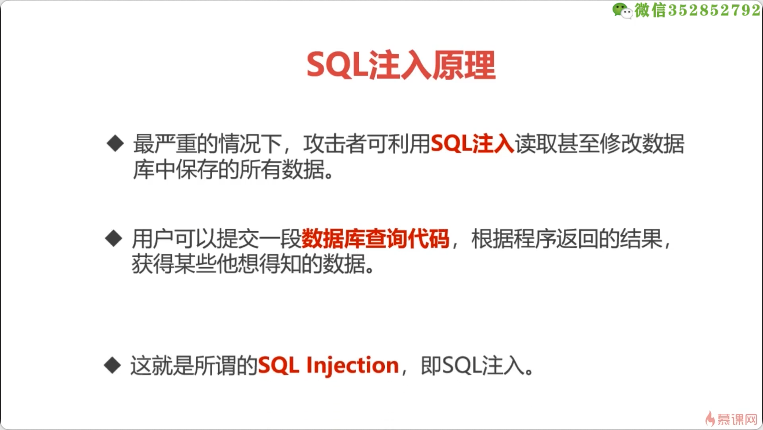 微信352852792
SQL注入原理
◆ 最严重的情况下，攻击者可利用SQL注入读取甚至修改数据
库中保存的所有数据。
◆ 用户可以提交一段数据库查询代码，根据程序返回的结果，
获得某些他想得知的数据。
◆ 这就是所谓的SQL Injection，即SQL注入。
慕课网